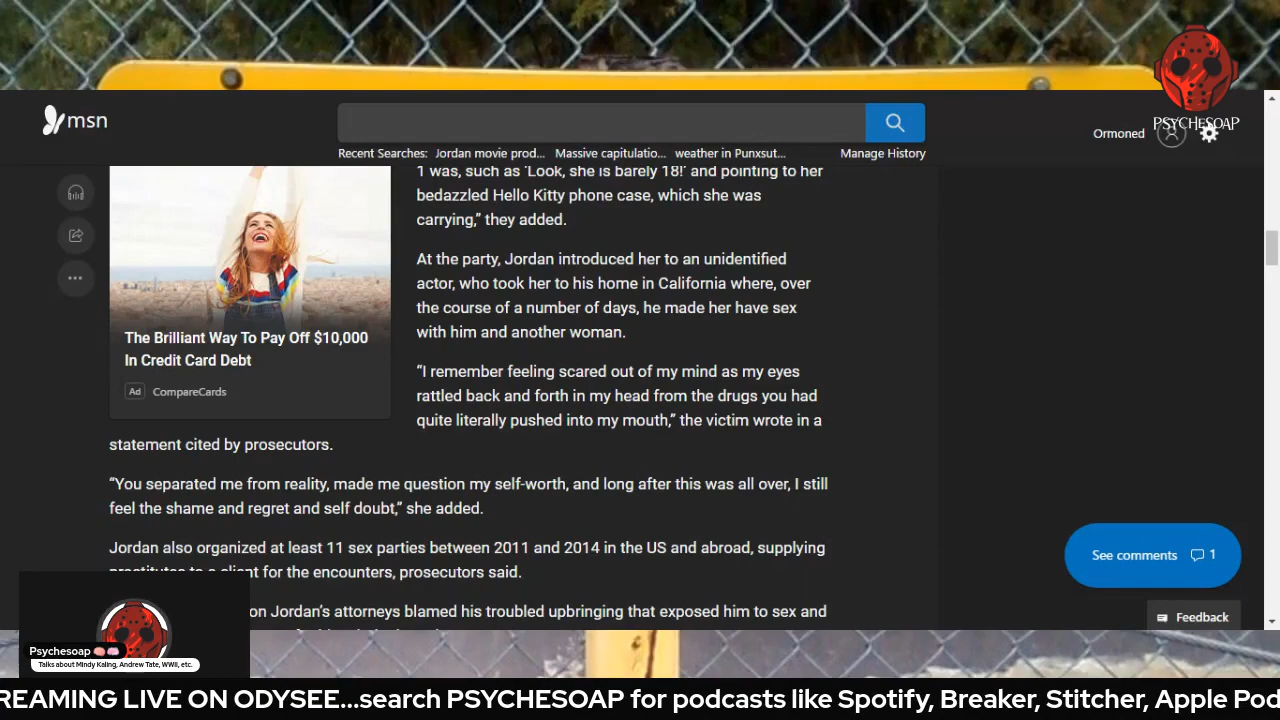 PSYCHESOAP
msn
Ormoned
Recent Searches: Jordan movie prod... Massive capitulatio... weather in Punxsut... Manage History
1 was, such as 'Look, she is barely 18!' and pointing to her
bedazzled Hello Kitty phone case, which she was
carrying,” they added.
At the party, Jordan introduced her to an unidentified
actor, who took her to his home in California where, over
the course of a number of days, he made her have sex
with him and another woman.
The Brilliant Way To Pay Off $10,000
In Credit Card Debt
Ad CompareCards
“I remember feeling scared out of my mind as my eyes
rattled back and forth in my head from the drugs you had
quite literally pushed into my mouth,” the victim wrote in a
statement cited by prosecutors.
“You separated me from reality, made me question my self-worth, and long after this was all over, I still
feel the shame and regret and self doubt,” she added.
Jordan also organized at least 11 sex parties between 2011 and 2014 in the US and abroad, supplying
prostitutes to a client for the encounters, prosecutors said.
on Jordan’s attorneys blamed his troubled upbringing that exposed him to sex and
See comments 1
Feedback
Psychesoap
Talks about Mindy Kaling, Andrew Tate, WWII, etc.
REAMING LIVE ON ODYSEE...search PSYCHESOAP for podcasts like Spotify, Breaker, Stitcher, Apple Pod